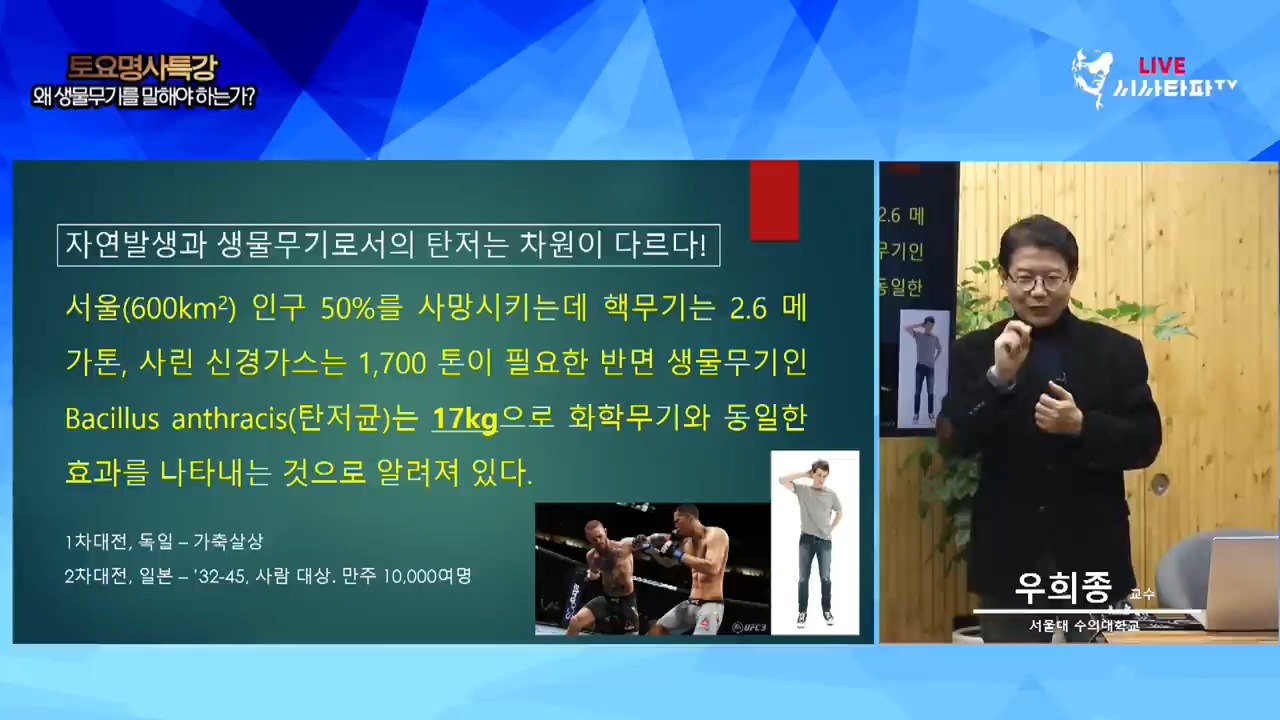 토요명사특강
왜 생물무기를 말해야 하는가?
LIVE
시사타파TV
자연발생과 생물무기로서의 탄저는 차원이 다르다!
서울(600km²) 인구 50%를 사망시키는데 핵무기는 2.6 메
가톤, 사린 신경가스는 1,700 톤이 필요한 반면 생물무기인
Bacillus anthracis(탄저균)는 17kg으로 화학무기와 동일한
효과를 나타내는 것으로 알려져 있다.
1차대전, 독일 – 가축살상
2차대전, 일본 – '32-45, 사람 대상. 만주 10,000여명
UFC3
2.6 메
무기인
동일한
우희종 교수
서울대 수의대학교